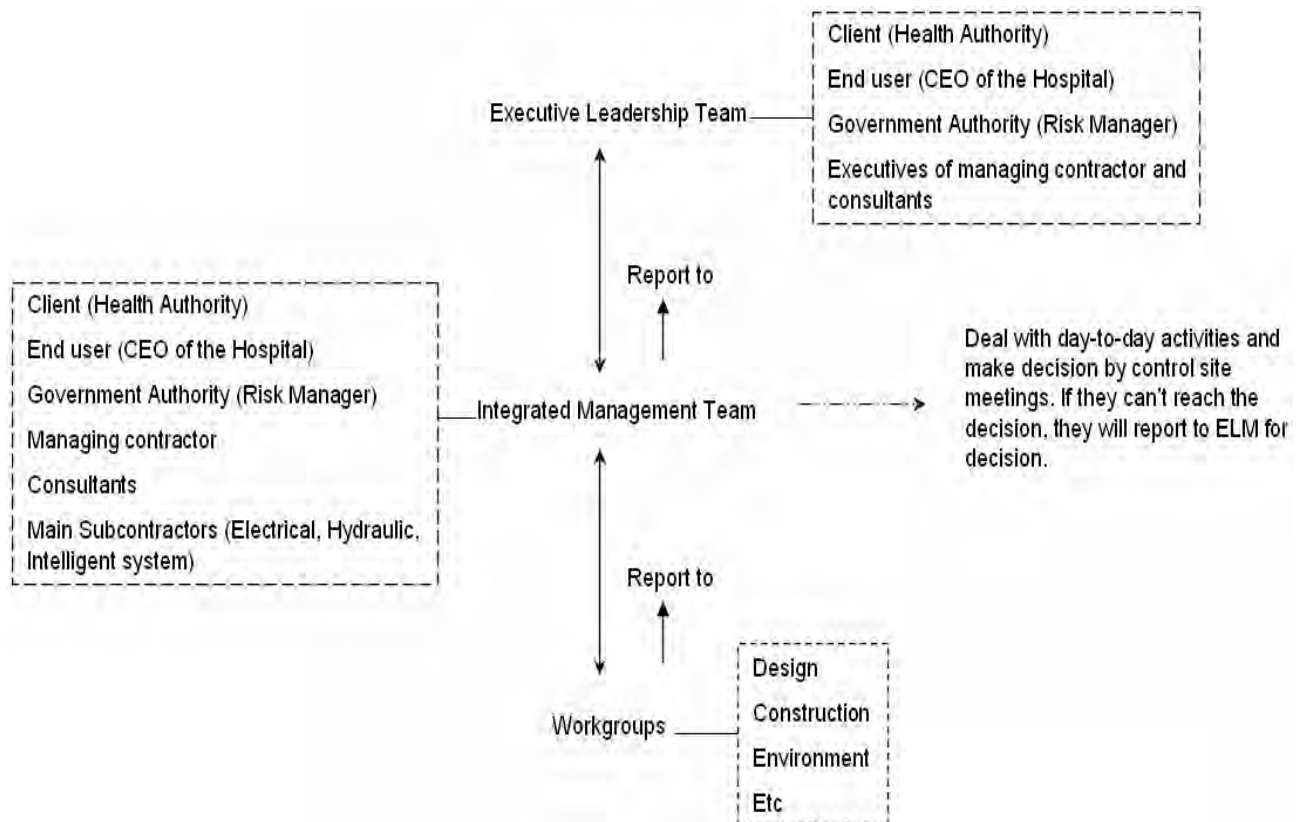 Client (Health Authority)
End user (CEO of the Hospital)
Executive Leadership Team
Government Authority (Risk Manager)
Executives of managing contractor and
consultants
Report to
Client (Health Authority)
End user (CEO of the Hospital)
Government Authority (Risk Manager)
Managing contractor
Consultants
Main Subcontractors (Electrical, Hydraulic,
Intelligent system)
Integrated Management Team
Deal with day-to-day activities and
make decision by control site
meetings. If they can't reach the
decision, they will report to ELM for
decision.
Report to
Workgroups
Design
Construction
Environment
Etc